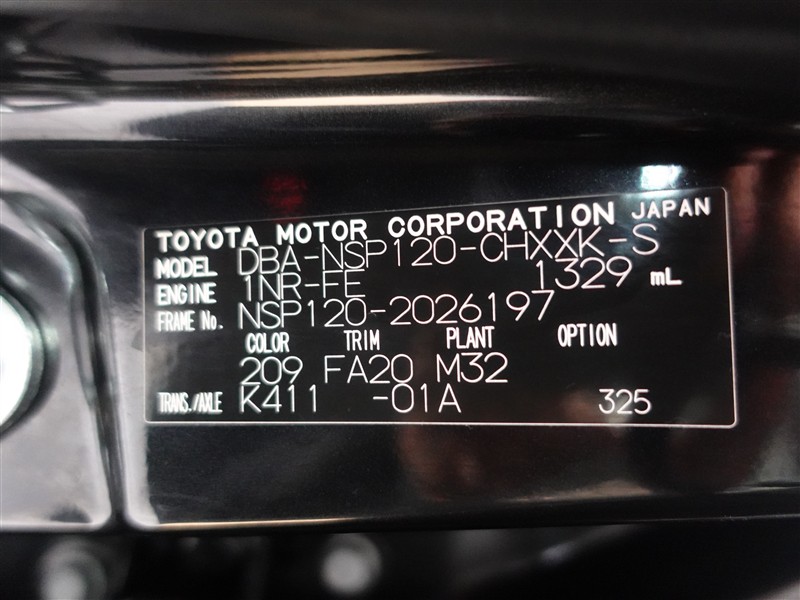 TOYOTA MOTOR CORPORATION JAPAN
MODEL DBA-NSP120-CHXXK-S
ENGINE 1NR-FE 1329 mL
FRAME No. NSP120-2026197
COLOR TRIM PLANT OPTION
209 FA20 M32
TRANS./AXLE K411 -01A 325